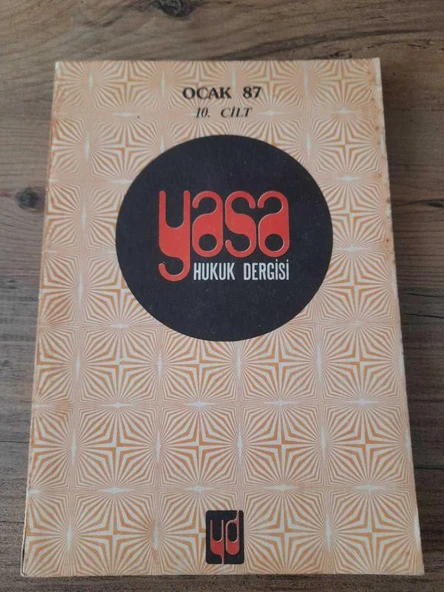 OCAK 87
10. CİLT
yasa
HUKUK DERGİSİ
yd